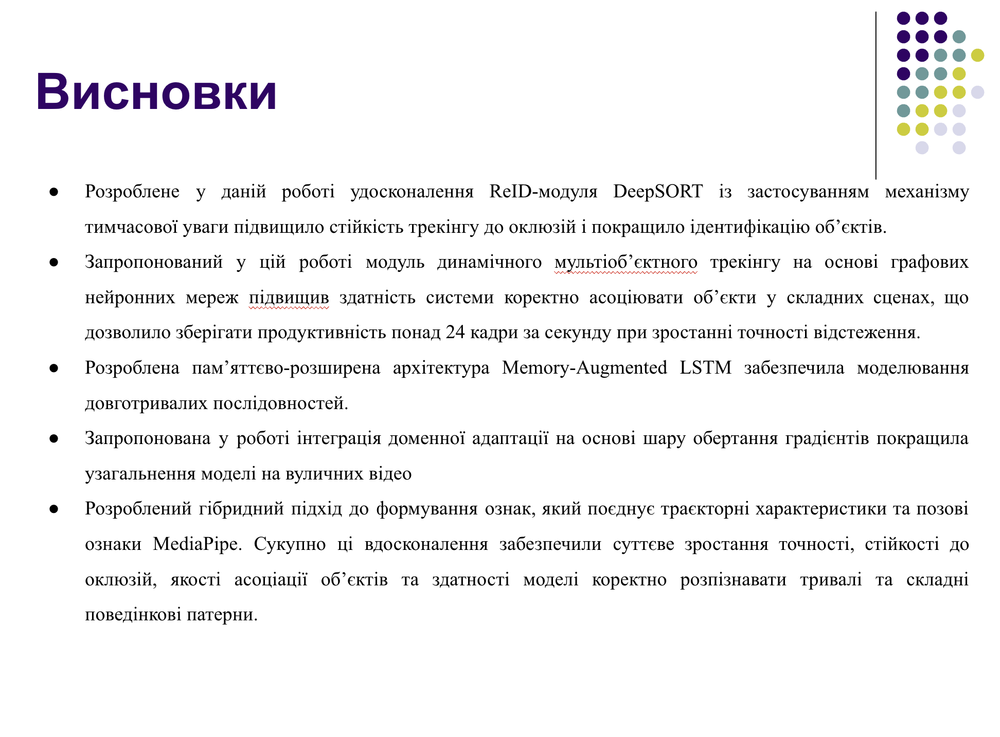 Висновки
● Розроблене у даній роботі удосконалення ReID-модуля DeepSORT із застосуванням механізму
тимчасової уваги підвищило стійкість трекінгу до оклюзій і покращило ідентифікацію об’єктів.
● Запропонований у цій роботі модуль динамічного мультіоб’єктного трекінгу на основі графових
нейронних мереж підвищив здатність системи коректно асоціювати об’єкти у складних сценах, що
дозволило зберігати продуктивність понад 24 кадри за секунду при зростанні точності відстеження.
● Розроблена пам’яттєво-розширена архітектура Memory-Augmented LSTM забезпечила моделювання
довготривалих послідовностей.
● Запропонована у роботі інтеграція доменної адаптації на основі шару обертання градієнтів покращила
узагальнення моделі на вуличних відео
● Розроблений гібридний підхід до формування ознак, який поєднує траєкторні характеристики та позові
ознаки MediaPipe. Сукупно ці вдосконалення забезпечили суттєве зростання точності, стійкості до
оклюзій, якості асоціації об’єктів та здатності моделі коректно розпізнавати тривалі та складні
поведінкові патерни.